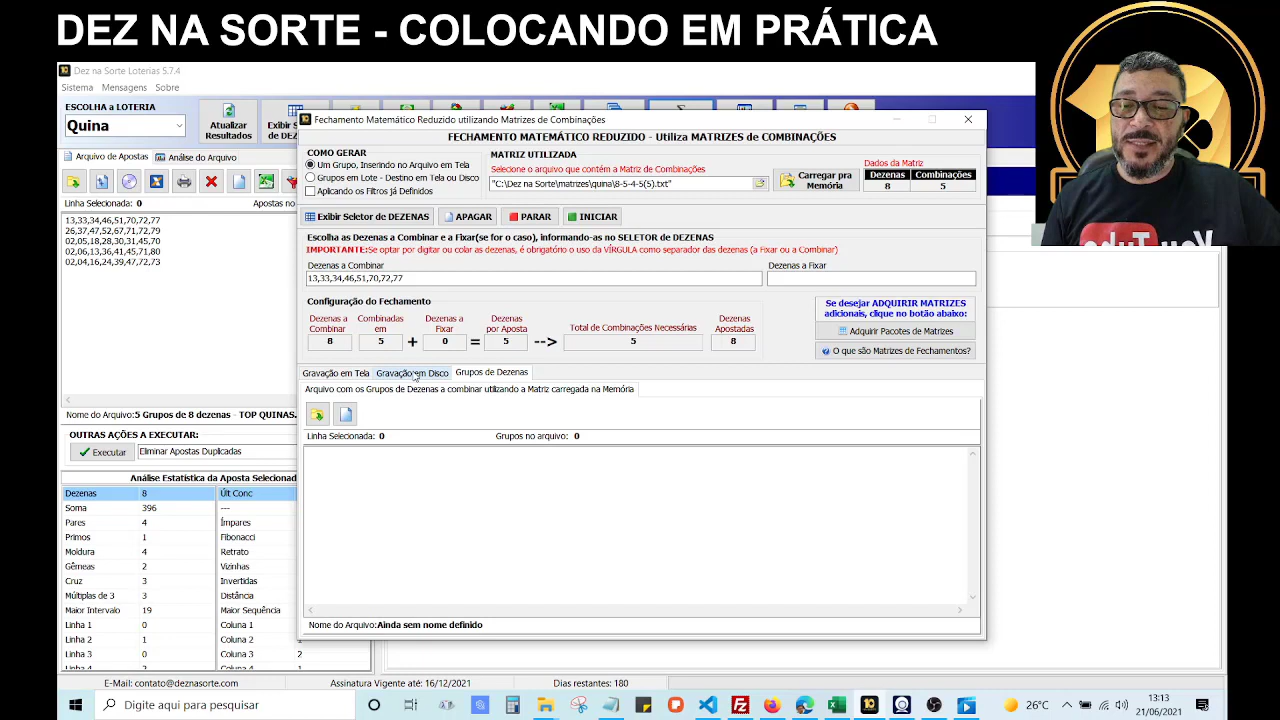 DEZ NA SORTE - COLOCANDO EM PRÁTICA
Dez na Sorte Loterias 5.7.4
Sistema Mensagens Sobre
ESCOLHA a LOTERIA
Quina
Atualizar
Resultados
Exibir S
de DEZ
Arquivo de Apostas
Análise do Arquivo
Linha Selecionada: 0
Apostas no
13,33,34,46,51,70,72,77
26,37,47,52,67,71,72,79
02,05,18,28,30,31,45,70
02,06,13,36,41,45,71,80
02,04,16,24,39,47,72,73
Nome do Arquivo:5 Grupos de 8 dezenas - TOP QUINAS.
OUTRAS AÇÕES A EXECUTAR:
Executar
Eliminar Apostas Duplicadas
Análise Estatística da Aposta Selecionad
Dezenas 8 Últ Conc
Soma 396 ---
Pares 4 Ímpares
Primos 1 Fibonacci
Moldura 4 Retrato
Gêmeas 2 Vizinhas
Cruz 3 Invertidas
Múltiplas de 3 3 Distância
Maior Intervalo 19 Maior Sequência
Linha 1 0 Coluna 1 0
Linha 2 1 Coluna 2 1
Linha 3 0 Coluna 3 2
Linha 4 2 Coluna 4 1
Fechamento Matemático Reduzido utilizando Matrizes de Combinações
FECHAMENTO MATEMÁTICO REDUZIDO - Utiliza MATRIZES de COMBINAÇÕES
COMO GERAR
Um Grupo, Inserindo no Arquivo em Tela
Grupos em Lote - Destino em Tela ou Disco
Aplicando os Filtros já Definidos
MATRIZ UTILIZADA
Selecione o arquivo que contém a Matriz de Combinações
"C:\Dez na Sorte\matrizes\quina\8-5-4-5(5).txt"
Carregar pra
Memória
Dados da Matriz
Dezenas Combinações
8 5
Exibir Seletor de DEZENAS
APAGAR
PARAR
INICIAR
Escolha as Dezenas a Combinar e a Fixar(se for o caso), informando-as no SELETOR de DEZENAS
IMPORTANTE:Se optar por digitar ou colar as dezenas, é obrigatório o uso da VÍRGULA como separador das dezenas (a Fixar ou a Combinar)
Dezenas a Combinar
Dezenas a Fixar
13,33,34,46,51,70,72,77
Configuração do Fechamento
Dezenas a
Combinar
8
Combinadas
em
5
+
Dezenas a
Fixar
0
=
Dezenas
por Aposta
5
-->
Total de Combinações Necessárias
5
Dezenas
Apostadas
8
Se desejar ADQUIRIR MATRIZES
adicionais, clique no botão abaixo:
Adquirir Pacotes de Matrizes
O que são Matrizes de Fechamentos?
Gravação em Tela
Gravação em Disco
Grupos de Dezenas
Arquivo com os Grupos de Dezenas a combinar utilizando a Matriz carregada na Memória
Linha Selecionada: 0
Grupos no arquivo: 0
Nome do Arquivo:Ainda sem nome definido
E-Mail: contato@deznasorte.com
Assinatura Vigente até: 16/12/2021
Dias restantes: 180
Digite aqui para pesquisar
26°C
13:13
21/06/2021